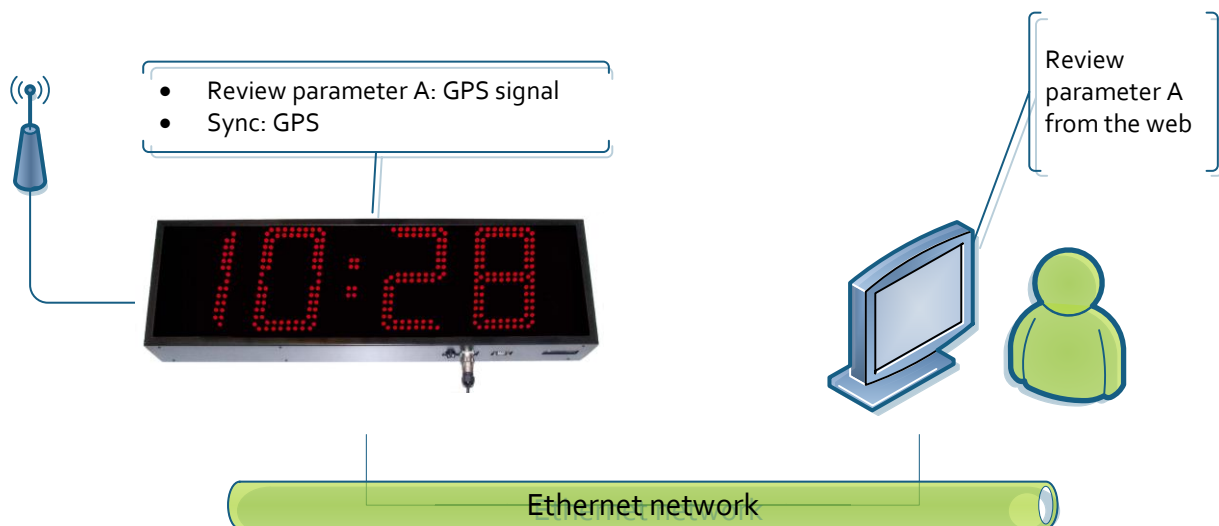 • Review parameter A: GPS signal
• Sync: GPS
Review
parameter A
from the web
10:28
Ethernet network